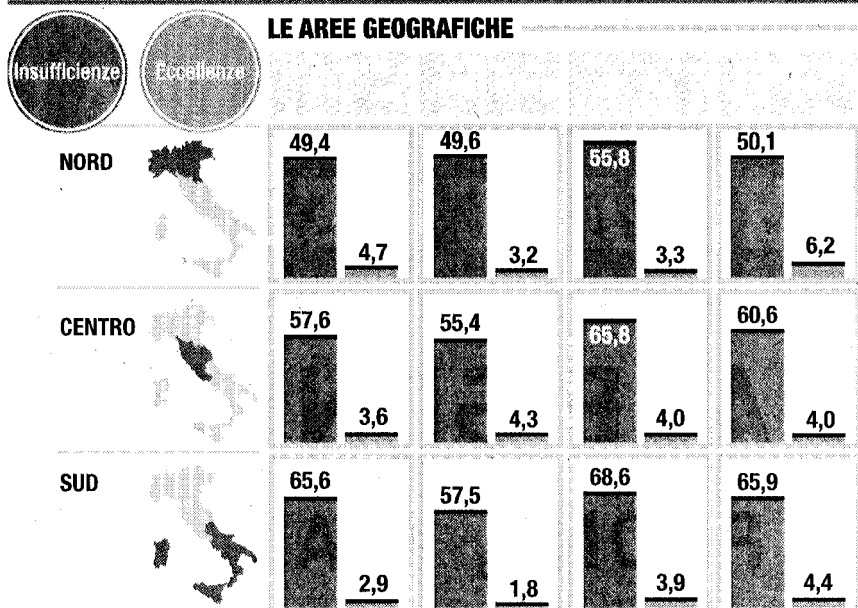 LE AREE GEOGRAFICHE
Insufficienze Eccellenze
NORD
49,4 4,7 49,6 3,2 55,8 3,3 50,1 6,2
CENTRO
57,6 3,6 55,4 4,3 65,8 4,0 60,6 4,0
SUD
65,6 2,9 57,5 1,8 68,6 3,9 65,9 4,4